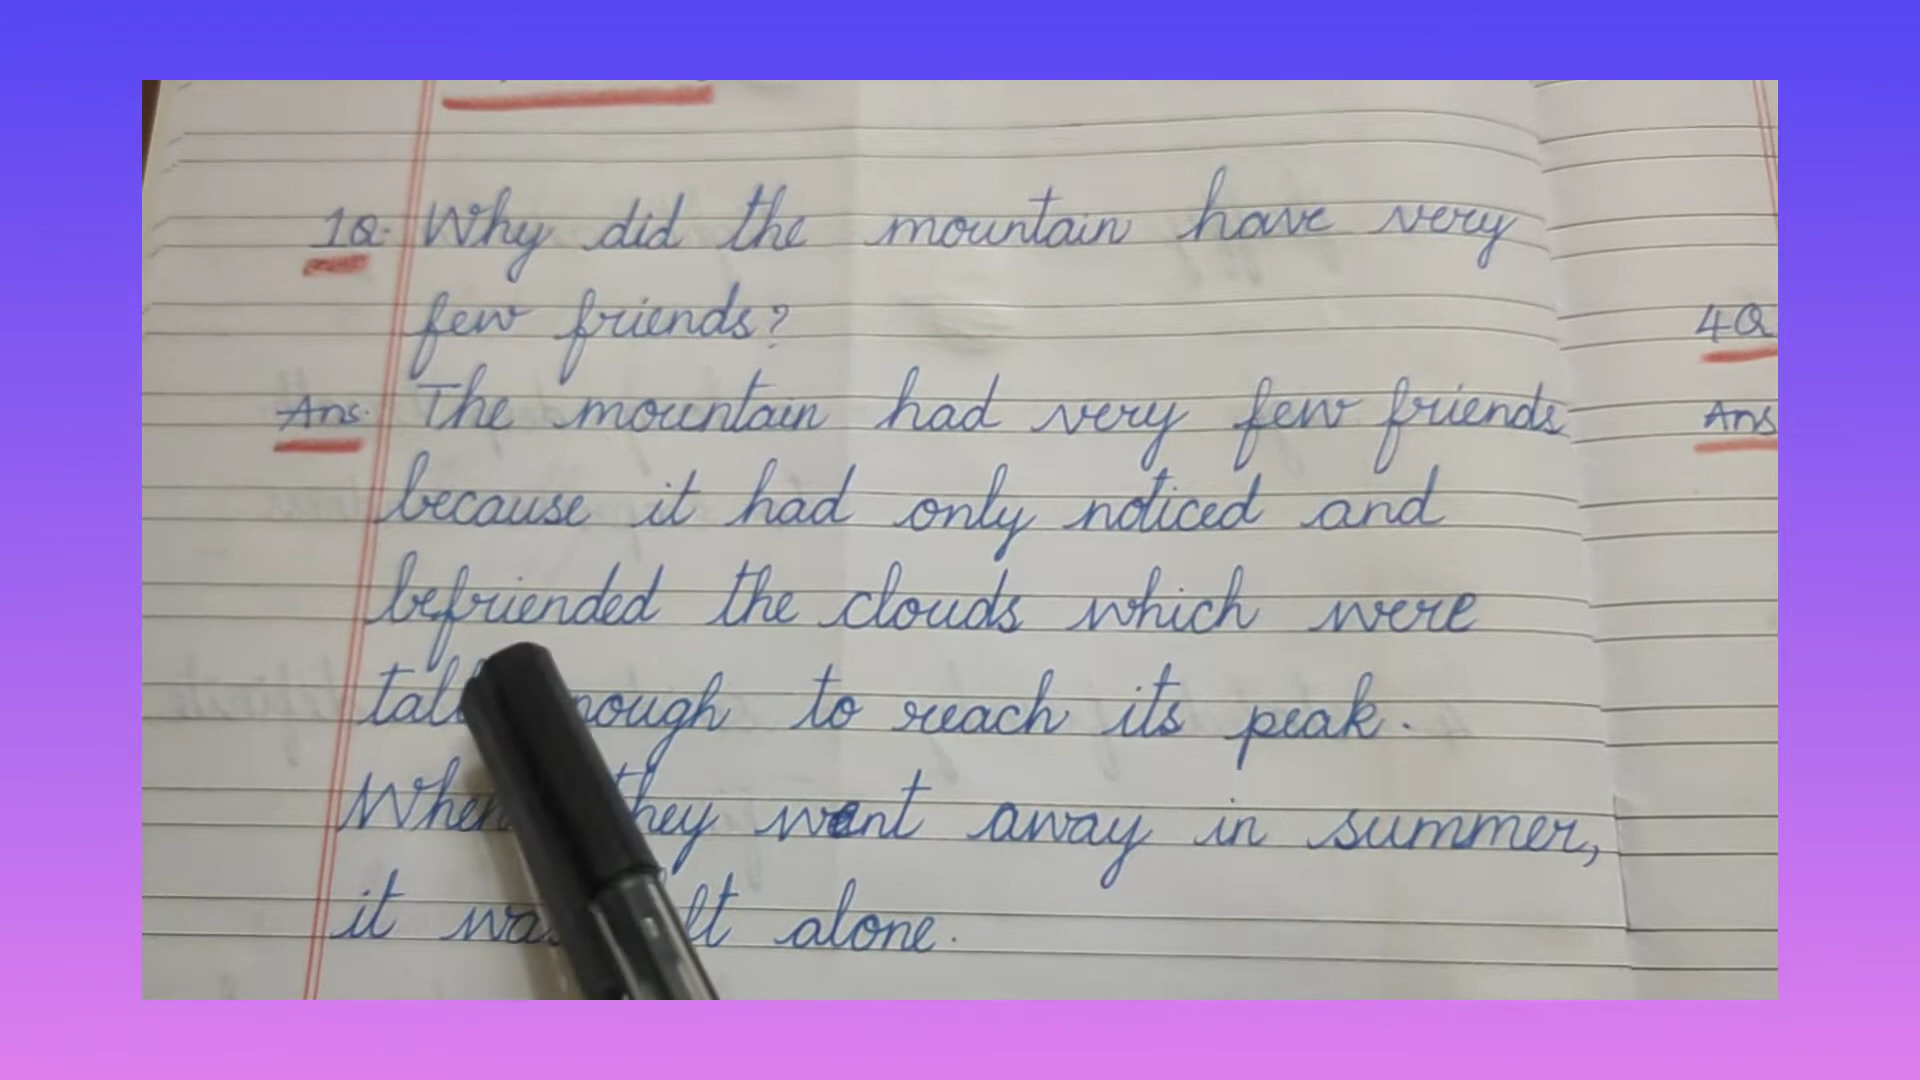 1Q. Why did the mountain have very
few friends?
Ans. The mountain had very few friends
because it had only noticed and
befriended the clouds which were
to reach its peak.
went away in summer,
it alone.
4Q
Ans